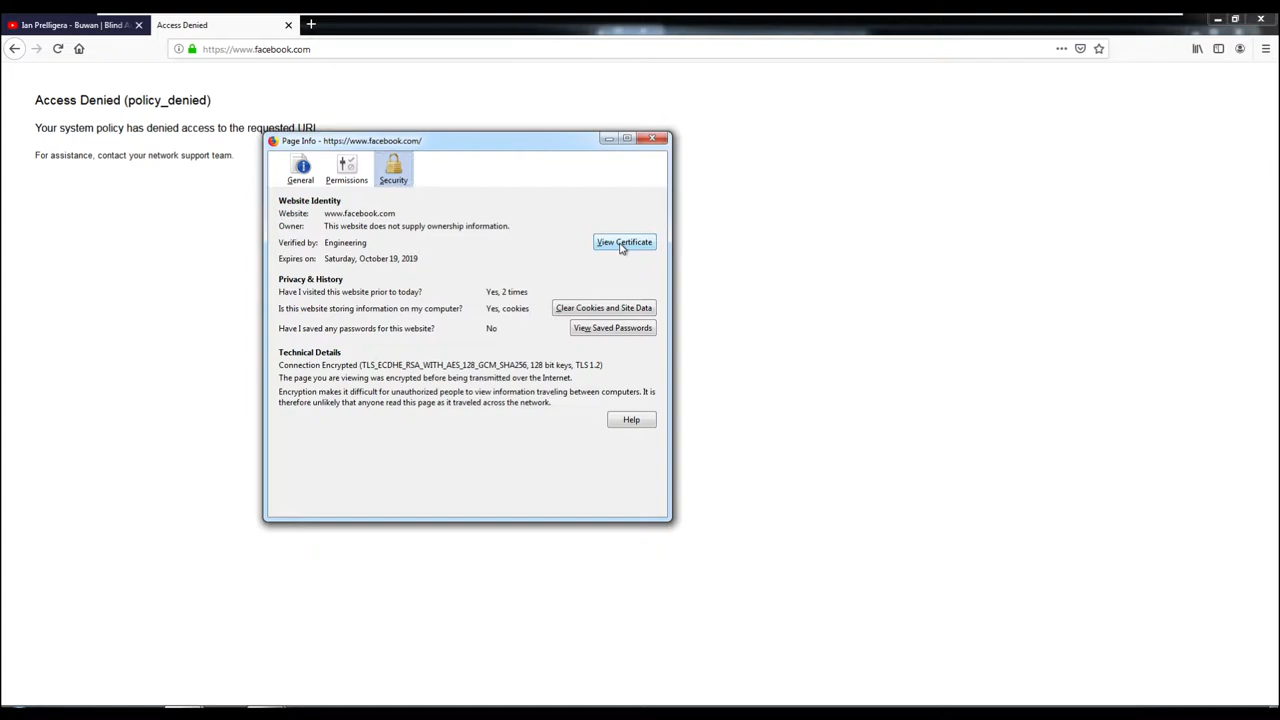 Ian Prelligera - Buwan | Blind A
Access Denied
https://www.facebook.com
Access Denied (policy_denied)
Your system policy has denied access to the requested URL
For assistance, contact your network support team.
Page Info - https://www.facebook.com/
General
Permissions
Security
Website Identity
Website: www.facebook.com
Owner: This website does not supply ownership information.
Verified by: Engineering
View Certificate
Expires on: Saturday, October 19, 2019
Privacy & History
Have I visited this website prior to today? Yes, 2 times
Is this website storing information on my computer? Yes, cookies
Clear Cookies and Site Data
Have I saved any passwords for this website? No
View Saved Passwords
Technical Details
Connection Encrypted (TLS_ECDHE_RSA_WITH_AES_128_GCM_SHA256, 128 bit keys, TLS 1.2)
The page you are viewing was encrypted before being transmitted over the Internet.
Encryption makes it difficult for unauthorized people to view information traveling between computers. It is
therefore unlikely that anyone read this page as it traveled across the network.
Help